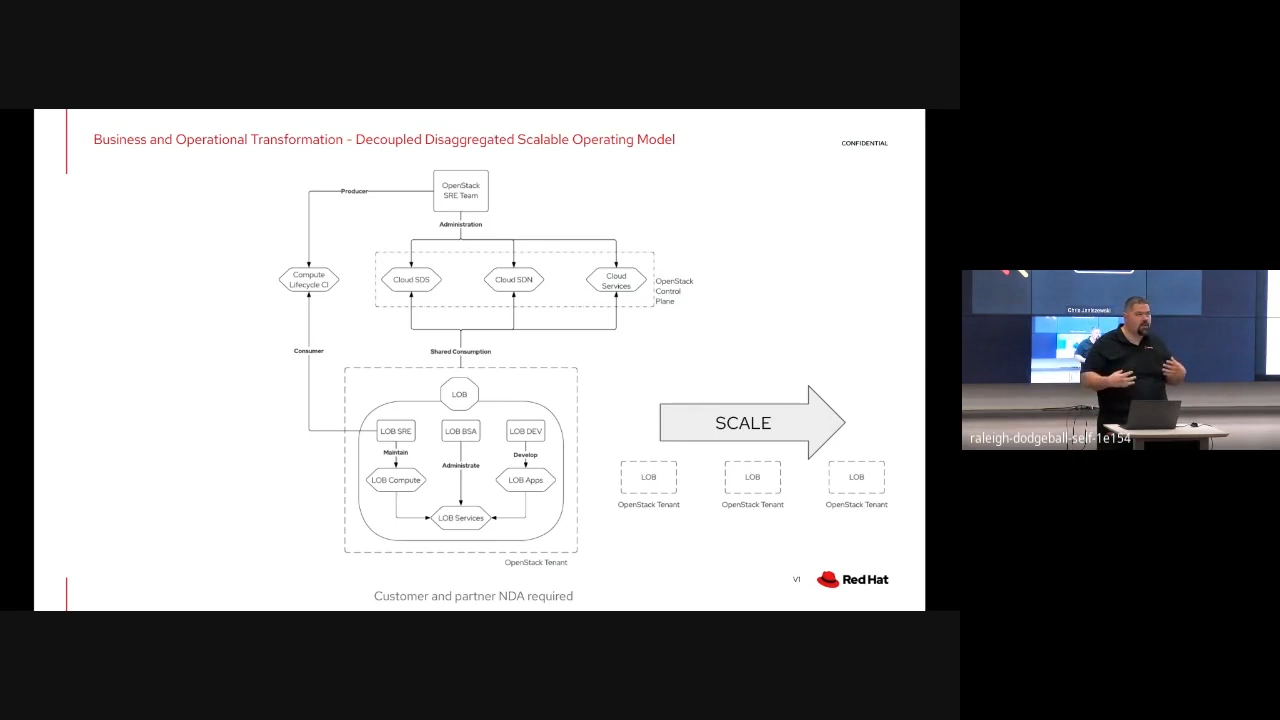 Business and Operational Transformation - Decoupled Disaggregated Scalable Operating Model
CONFIDENTIAL
OpenStack
SRE Team
Producer
Administration
Compute
Lifecycle CI
Cloud SDS
Cloud SDN
Cloud
Services
OpenStack
Control
Plane
Consumer
Shared Consumption
LOB
LOB SRE
LOB BSA
LOB DEV
Maintain
Administrate
Develop
LOB Compute
LOB Apps
LOB Services
OpenStack Tenant
SCALE
LOB
LOB
LOB
OpenStack Tenant
OpenStack Tenant
OpenStack Tenant
V1
Red Hat
Customer and partner NDA required
Chris Janiszewski
raleigh-dodgeball-self-1e154